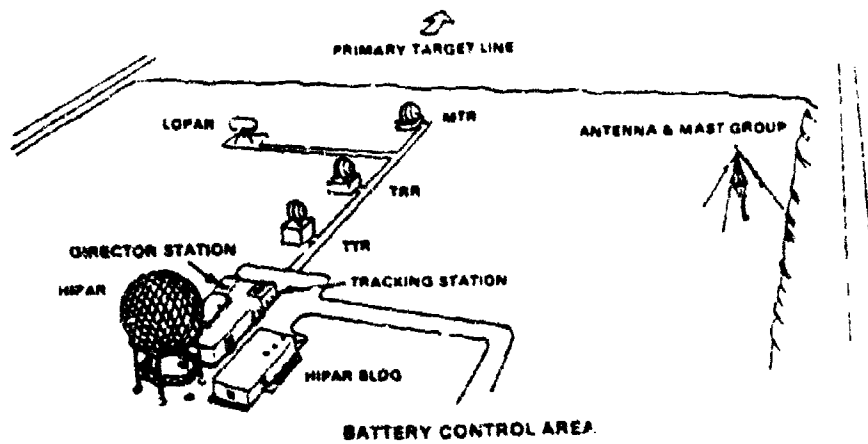 PRIMARY TARGET LINE
LOPAR
MTR
ANTENNA & MAST GROUP
TRR
TTR
DIRECTOR STATION
HIPAR
TRACKING STATION
HIPAR BLDG
BATTERY CONTROL AREA